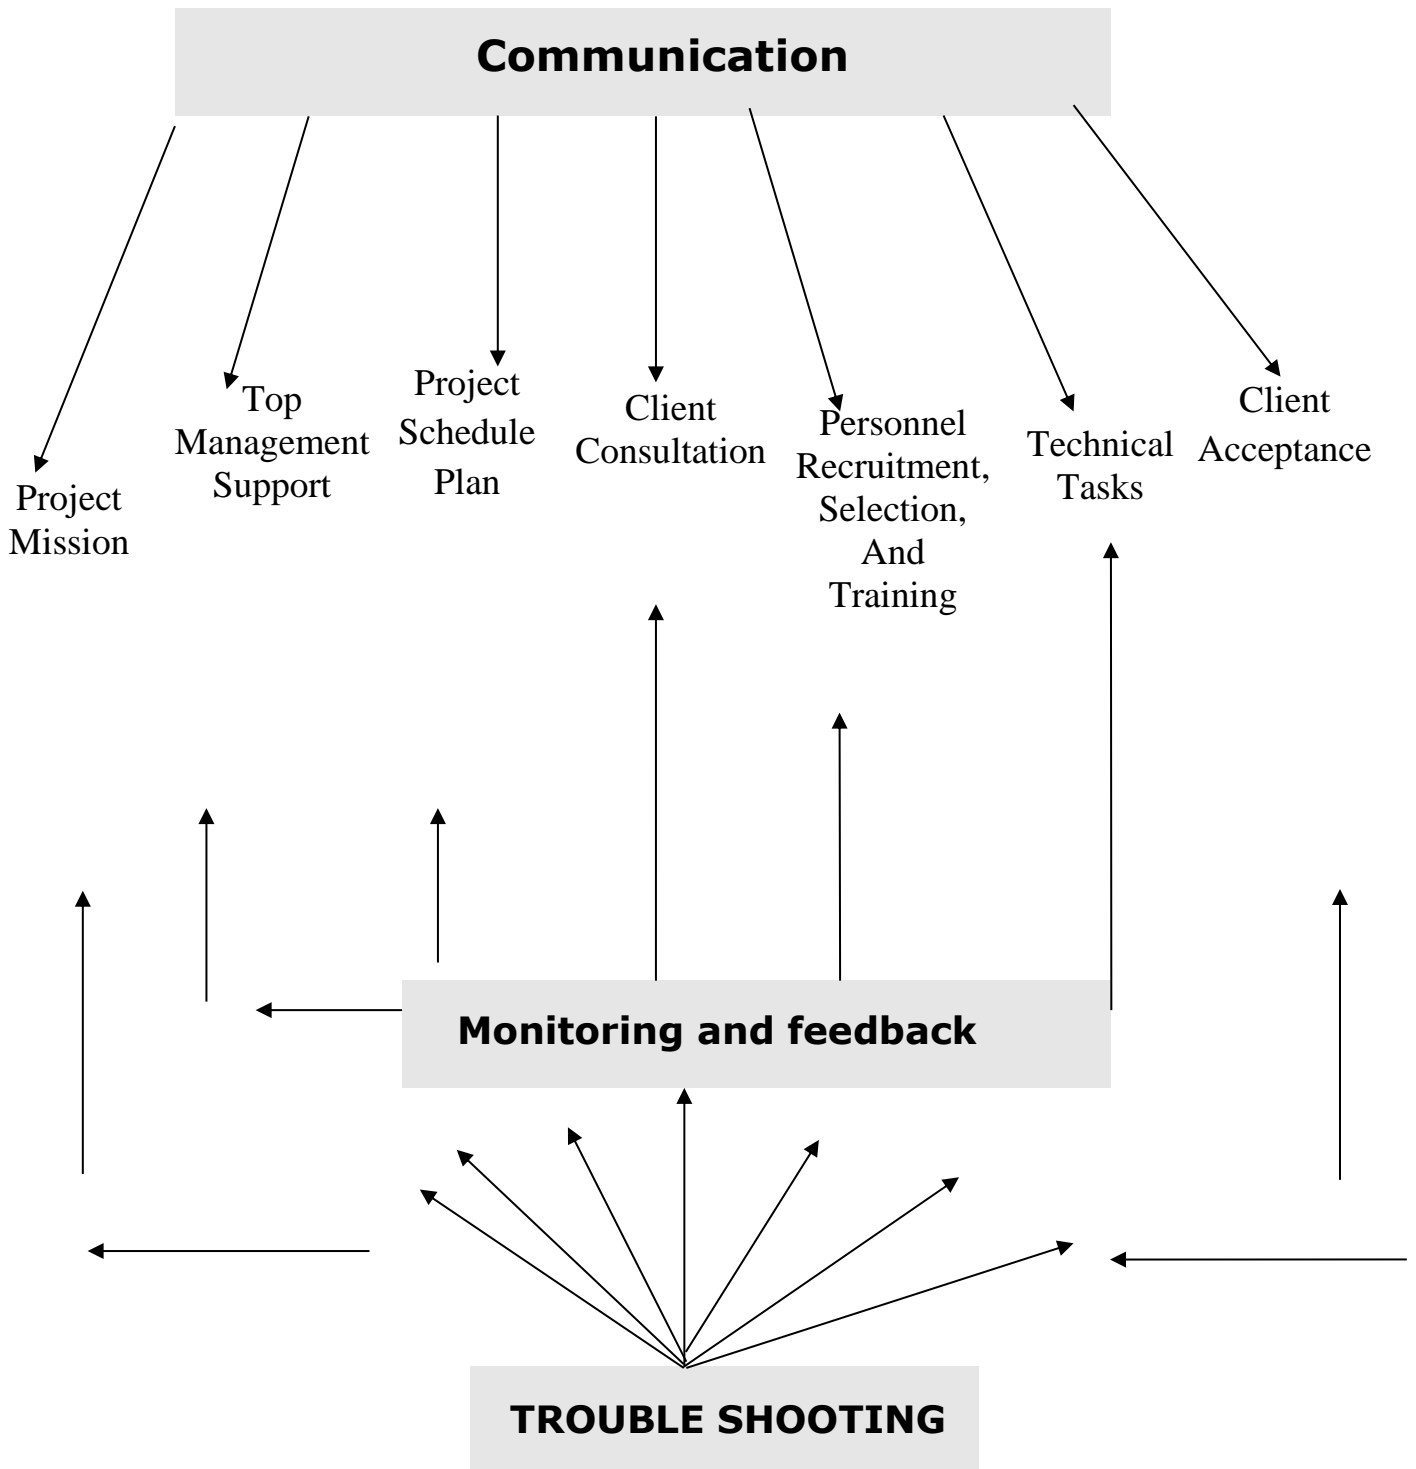 Communication
Project
Mission
Top
Management
Support
Project
Schedule
Plan
Client
Consultation
Personnel
Recruitment,
Selection,
And
Training
Technical
Tasks
Client
Acceptance
Monitoring and feedback
TROUBLE SHOOTING